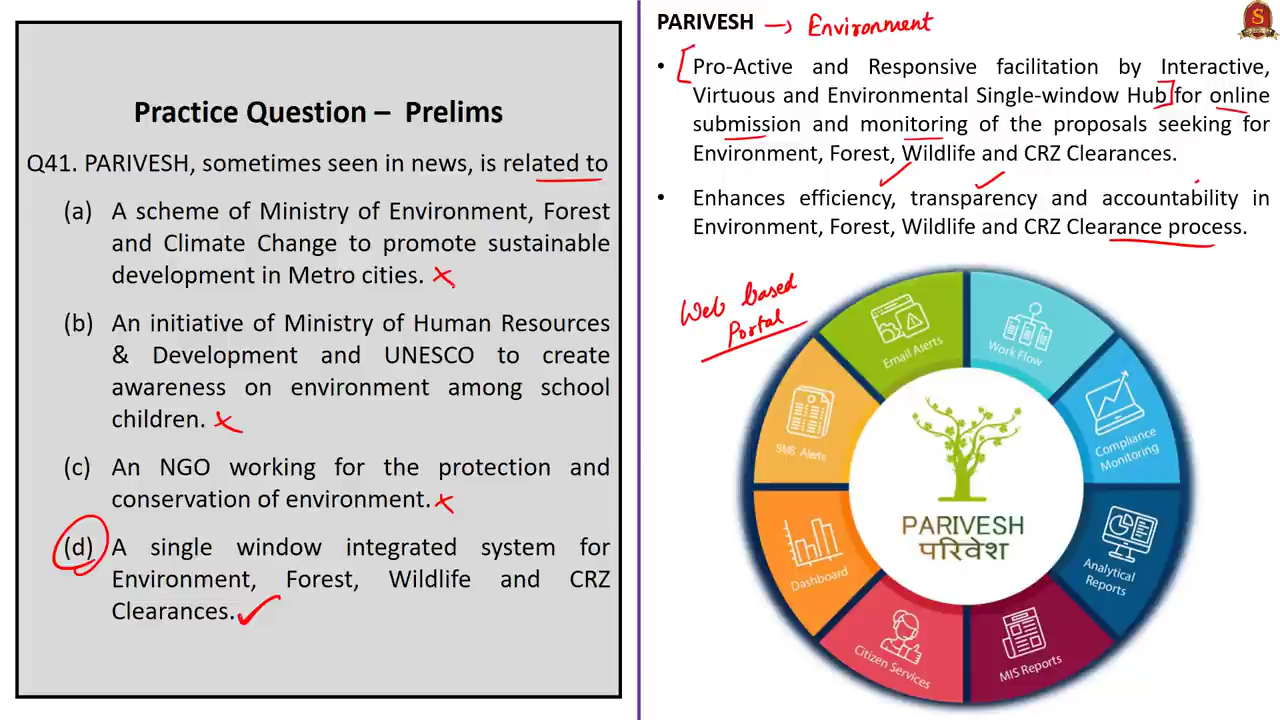 Practice Question – Prelims
Q41. PARIVESH, sometimes seen in news, is related to
(a) A scheme of Ministry of Environment, Forest
and Climate Change to promote sustainable
development in Metro cities.
(b) An initiative of Ministry of Human Resources
& Development and UNESCO to create
awareness on environment among school
children.
(c) An NGO working for the protection and
conservation of environment.
(d) A single window integrated system for
Environment, Forest, Wildlife and CRZ
Clearances.
PARIVESH → Environment
• Pro-Active and Responsive facilitation by Interactive,
Virtuous and Environmental Single-window Hub for online
submission and monitoring of the proposals seeking for
Environment, Forest, Wildlife and CRZ Clearances.
• Enhances efficiency, transparency and accountability in
Environment, Forest, Wildlife and CRZ Clearance process.
Web based
Portal
Email Alerts
Work Flow
Compliance
Monitoring
Analytical
Reports
MIS Reports
Citizen Services
Dashboard
SMS Alerts
PARIVESH
परिवेश